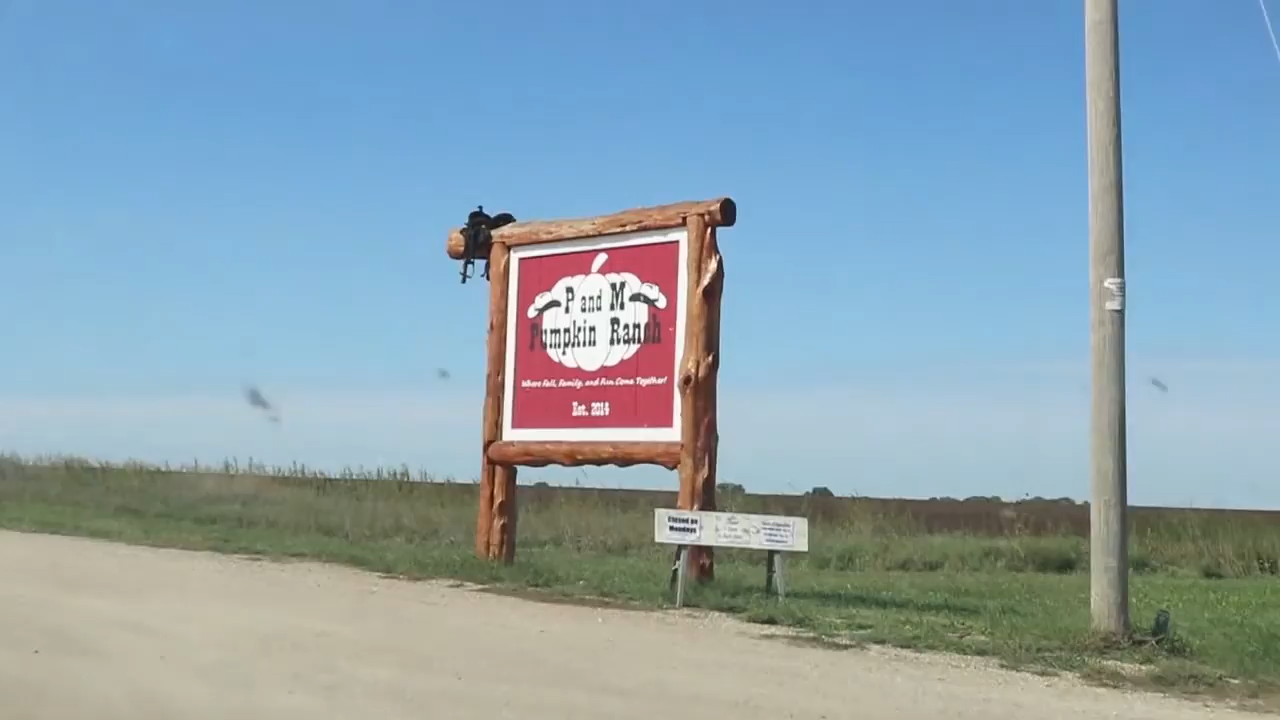 P and M
Pumpkin Ranch
Where Fall, Family, and Fun Come Together!
Est. 2014
Closed on
Mondays